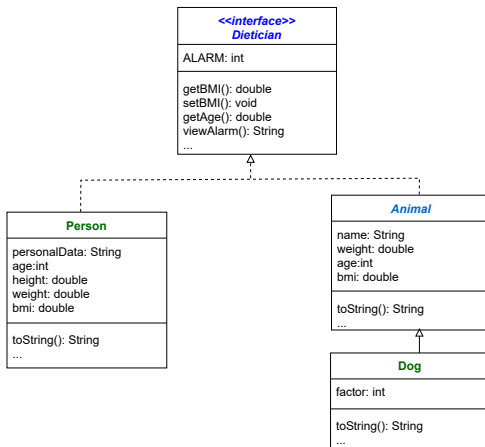 <<interface>>
Dietician
ALARM: int
getBMI(): double
setBMI(): void
getAge(): double
viewAlarm(): String
...
Person
personalData: String
age:int
height: double
weight: double
bmi: double
toString(): String
...
Animal
name: String
weight: double
age:int
bmi: double
toString(): String
...
Dog
factor: int
toString(): String
...